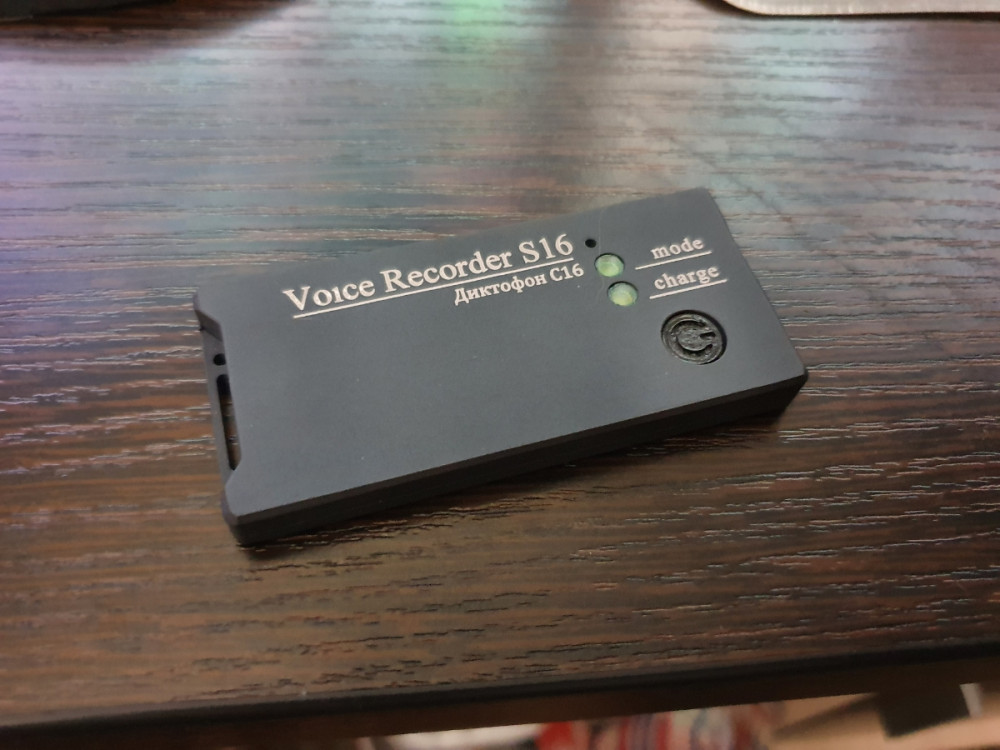 Voice Recorder S16
Диктофон С16
mode
charge